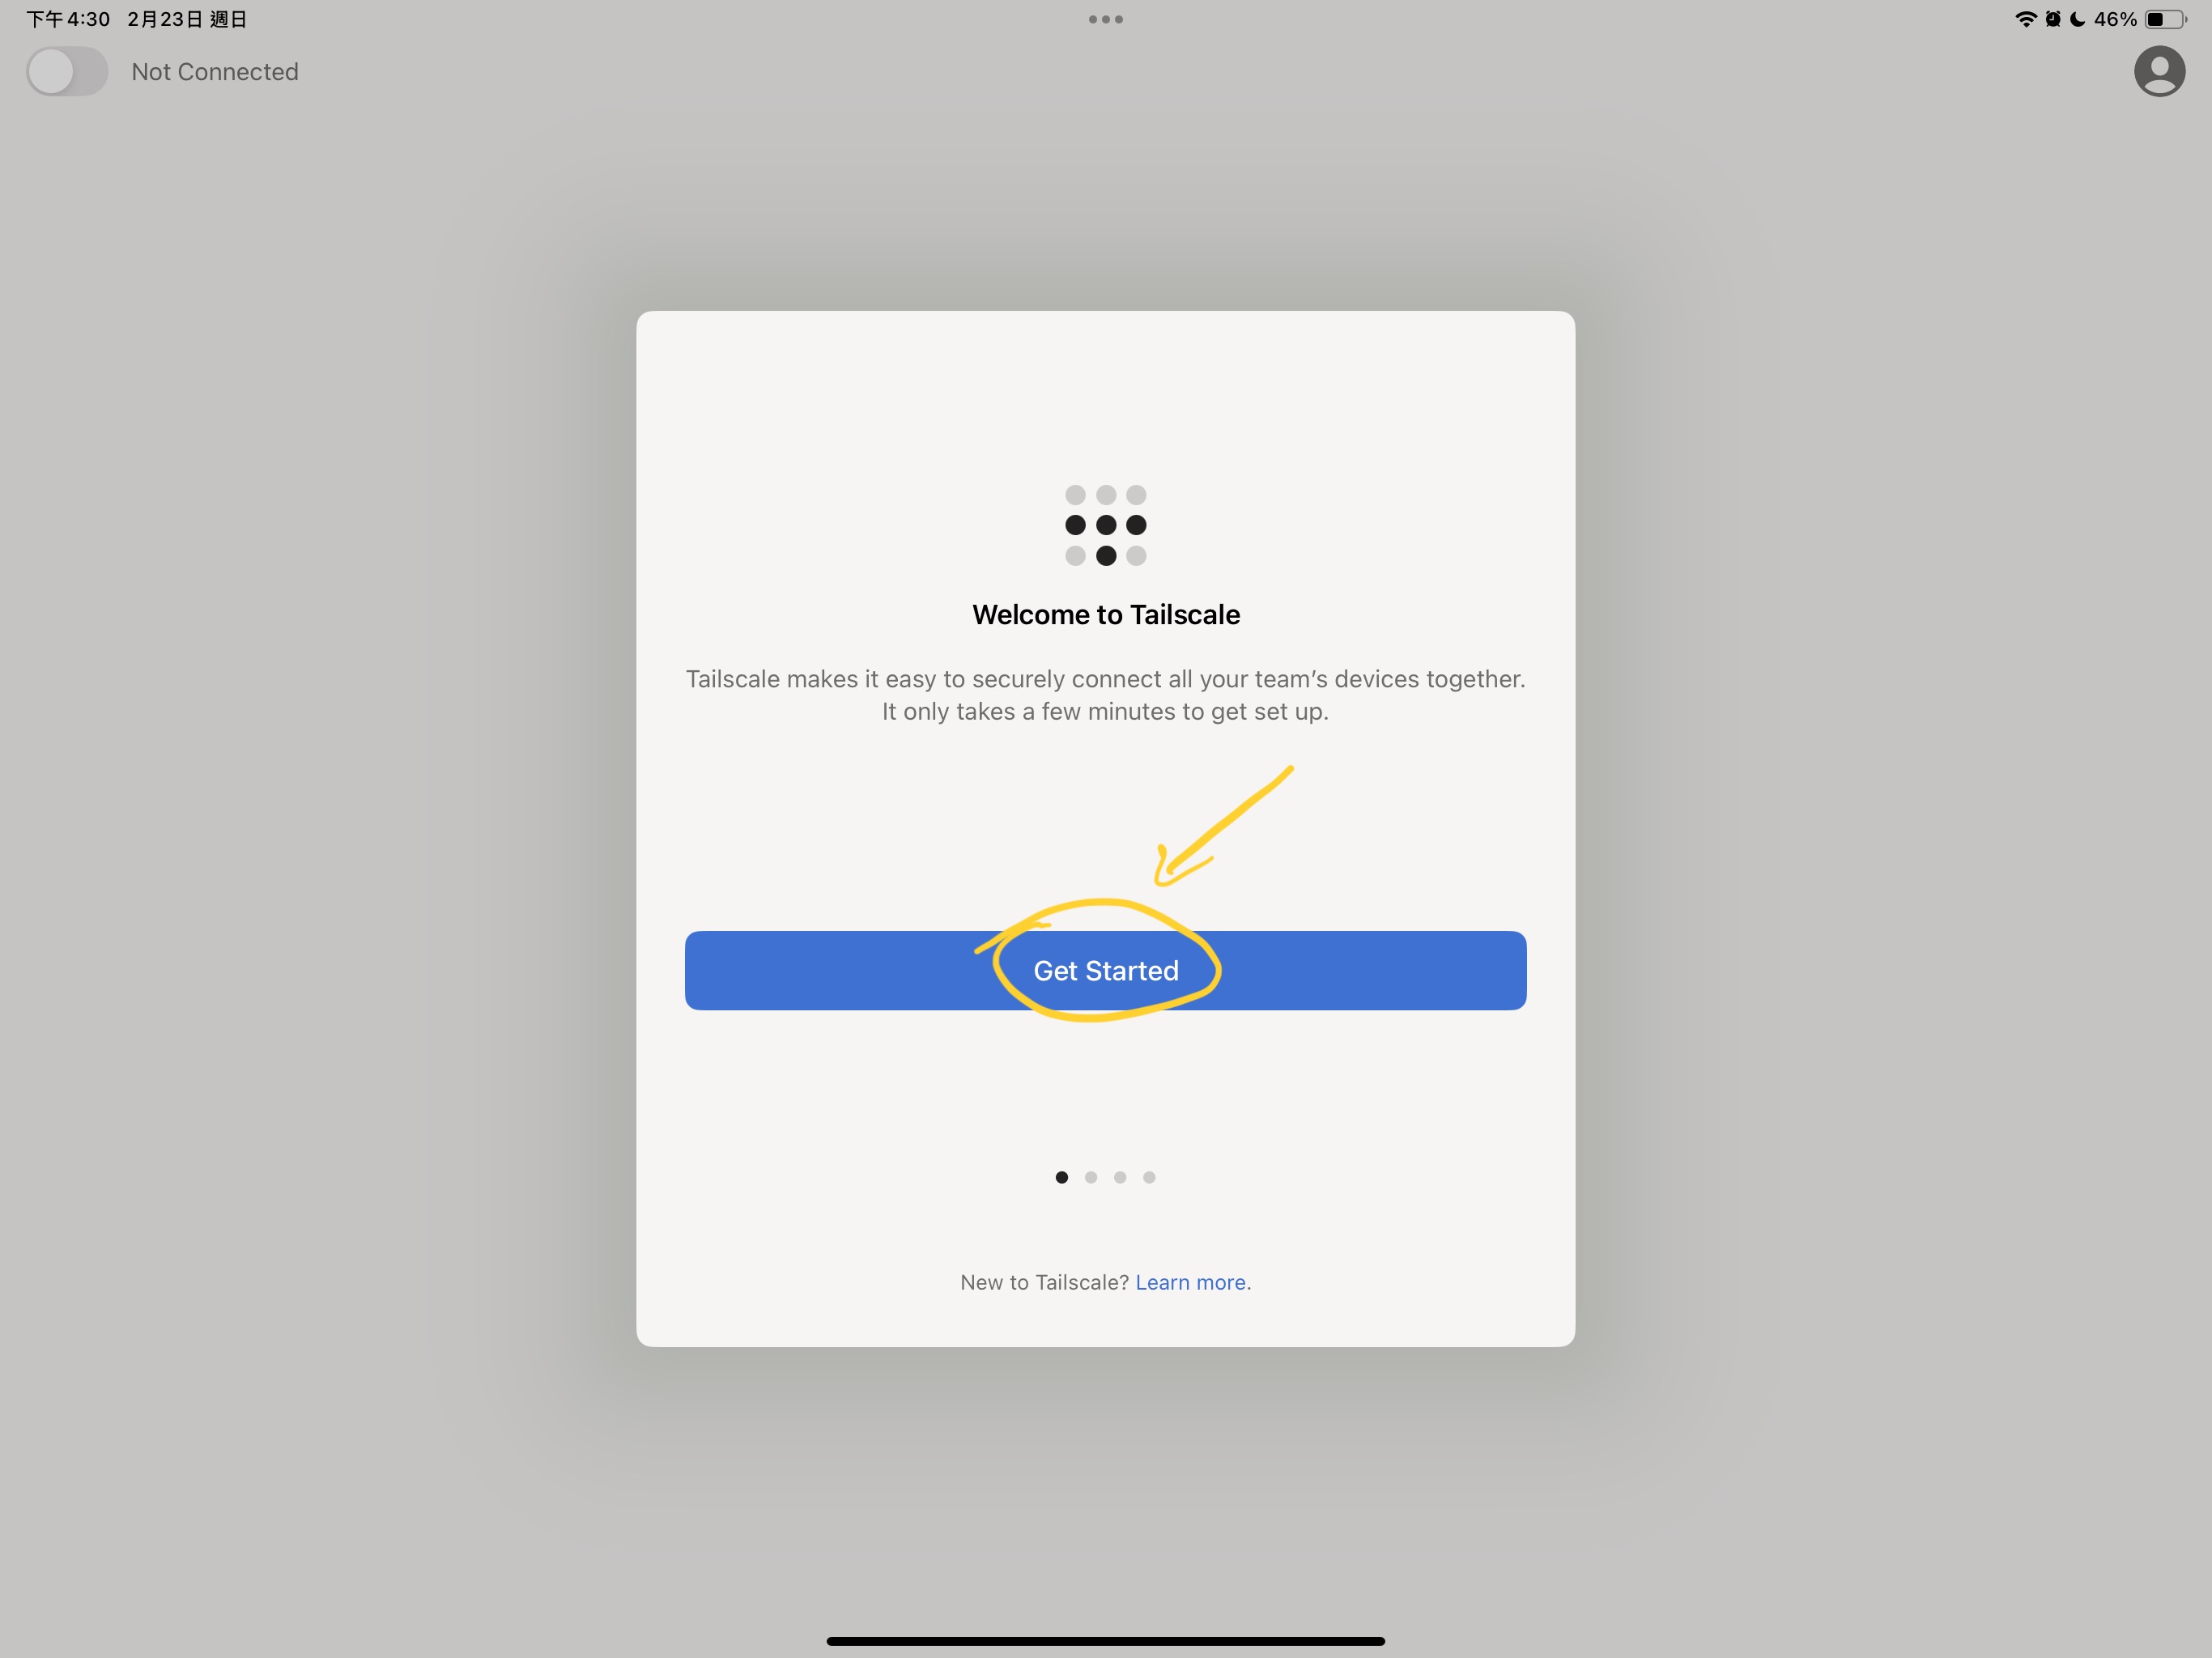 下午4:30 2月23日 週日
46%
Not Connected
Welcome to Tailscale
Tailscale makes it easy to securely connect all your team’s devices together.
It only takes a few minutes to get set up.
Get Started
New to Tailscale? Learn more.